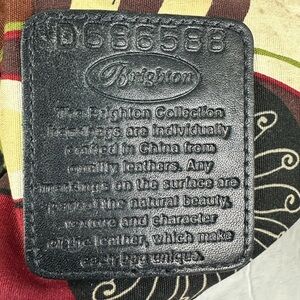 D686588
Brighton
The Brighton Collection
Handbags are individually
crafted in China from
quality leathers. Any
markings on the surface are
part of the natural beauty,
texture and character
of the leather, which make
each bag unique.